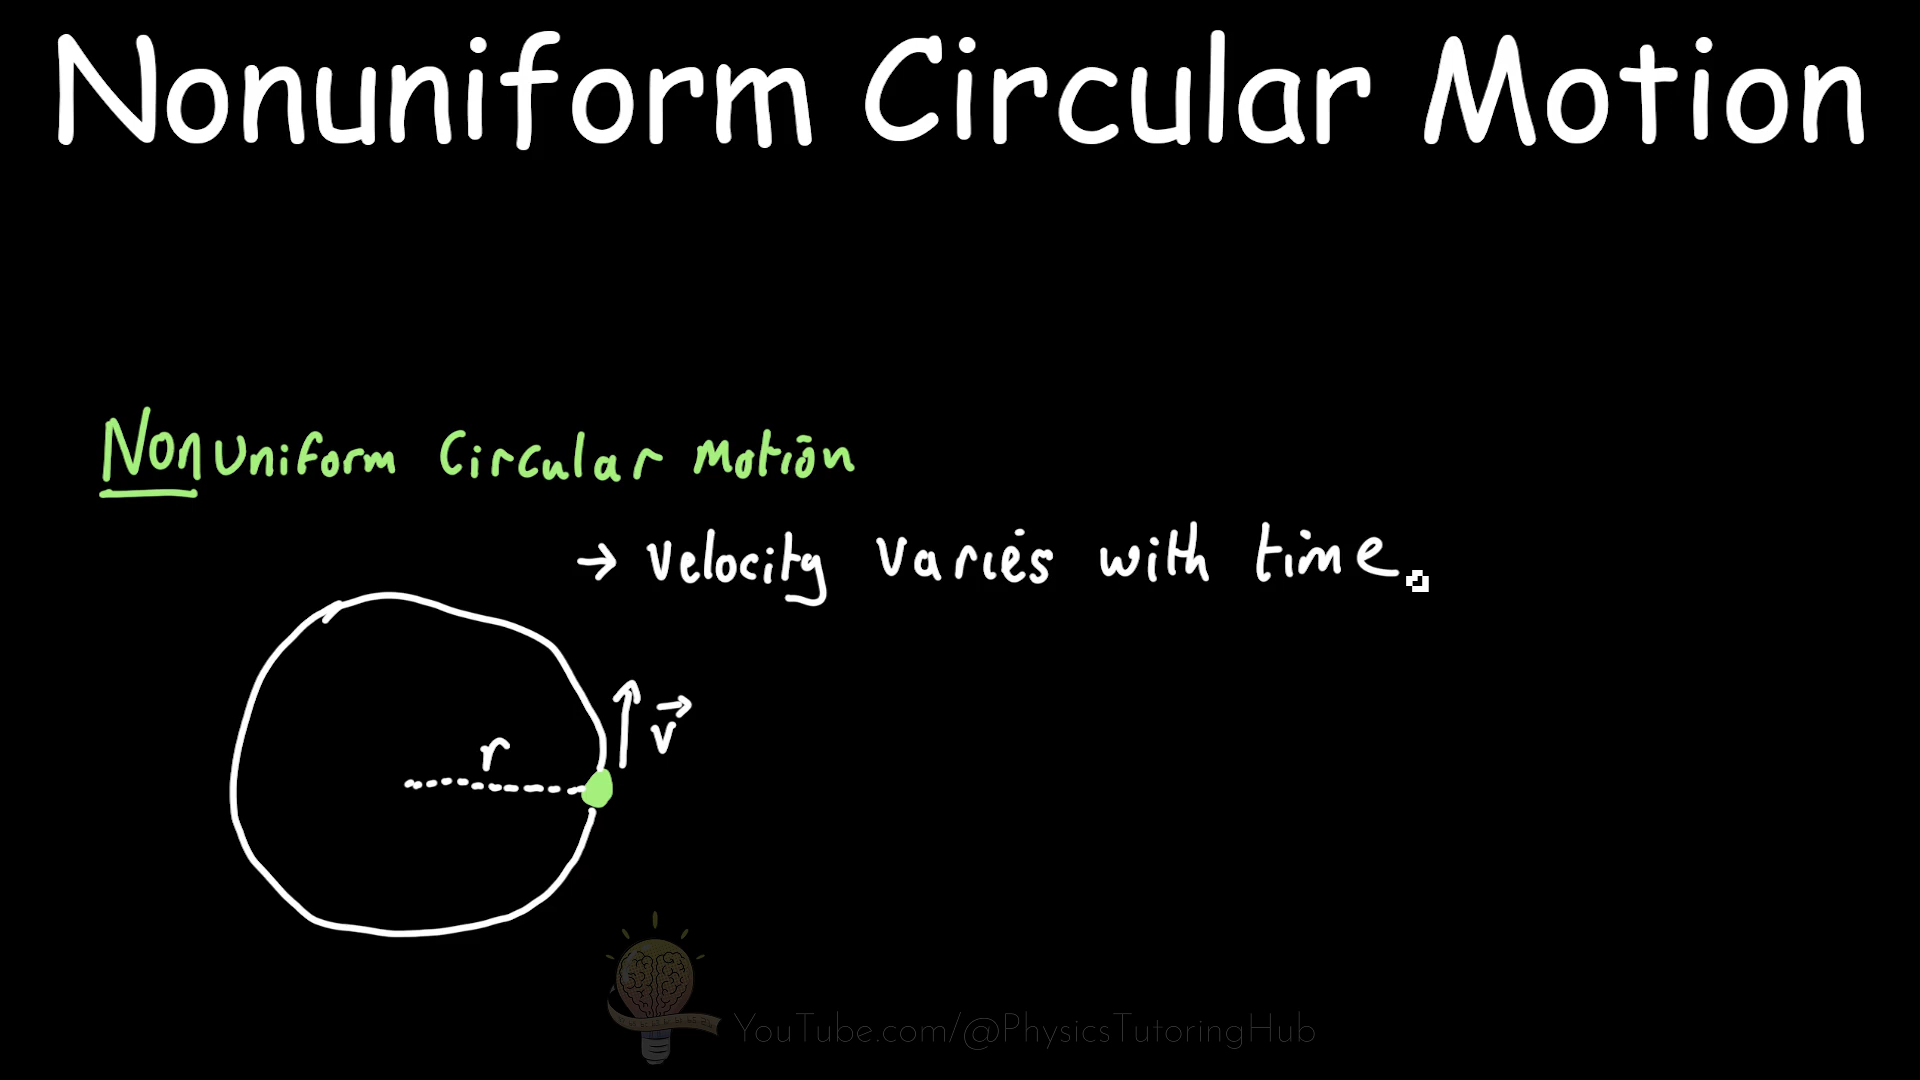 Nonuniform Circular Motion
NonUniform Circular Motion
→ Velocity varies with time.
v
r
YouTube.com/@PhysicsTutoringHub